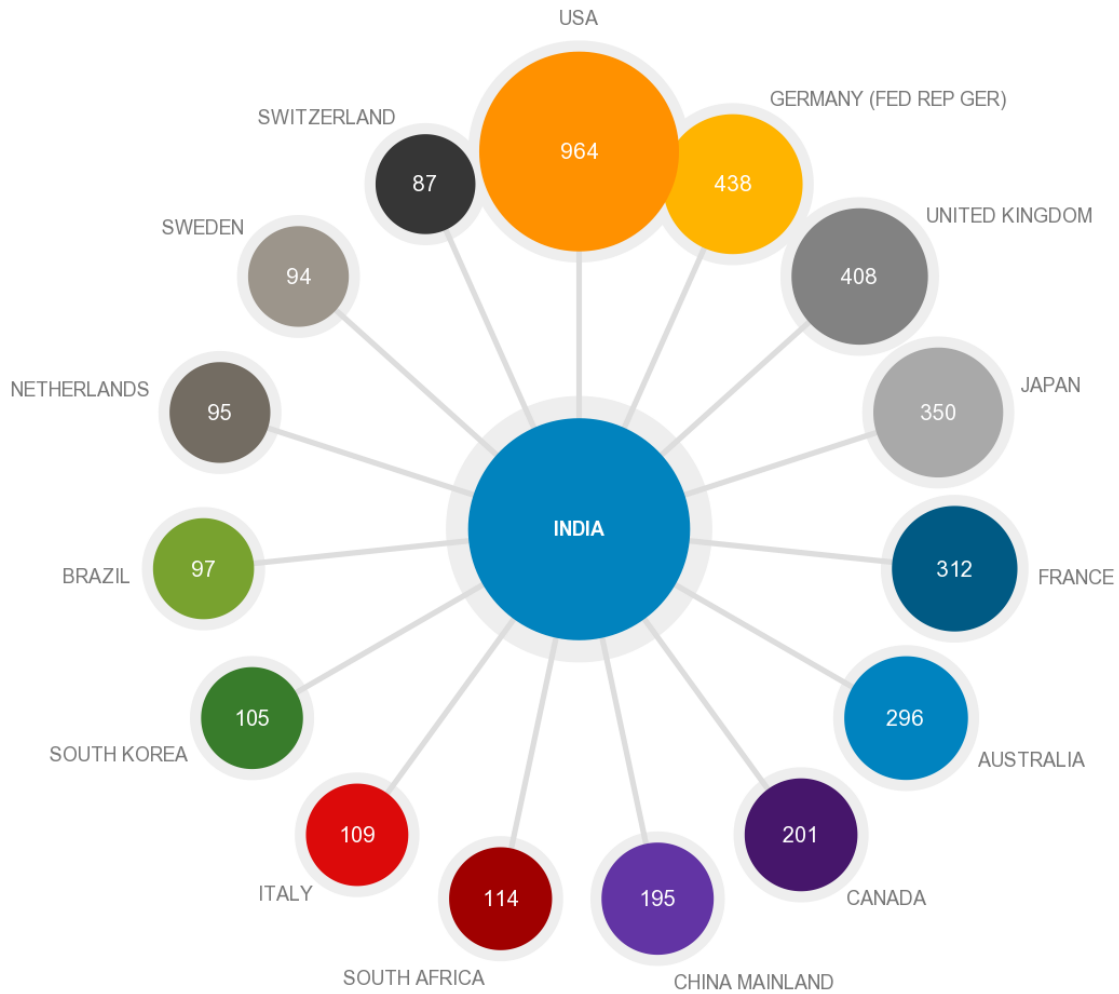 USA
964
GERMANY (FED REP GER)
438
UNITED KINGDOM
408
JAPAN
350
FRANCE
312
AUSTRALIA
296
CANADA
201
CHINA MAINLAND
195
SOUTH AFRICA
114
ITALY
109
SOUTH KOREA
105
BRAZIL
97
NETHERLANDS
95
SWEDEN
94
SWITZERLAND
87
INDIA